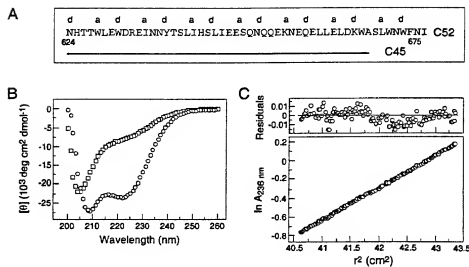 A
d a d a d a d a d a d a d a d
NHTTWLEWDREINNYTSLIHSLIEESQNQQEKNEQELLELDKWASLWNWFNI C52
624 675
C45
B
[θ] (10³ deg cm² dmol⁻¹)
0
-5
-10
-15
-20
-25
200 210 220 230 240 250 260
Wavelength (nm)
C
Residuals
0.01
0
-0.01
ln A236 nm
0.2
0
-0.2
-0.4
-0.6
-0.8
40.5 41 41.5 42 42.5 43 43.5
r² (cm²)